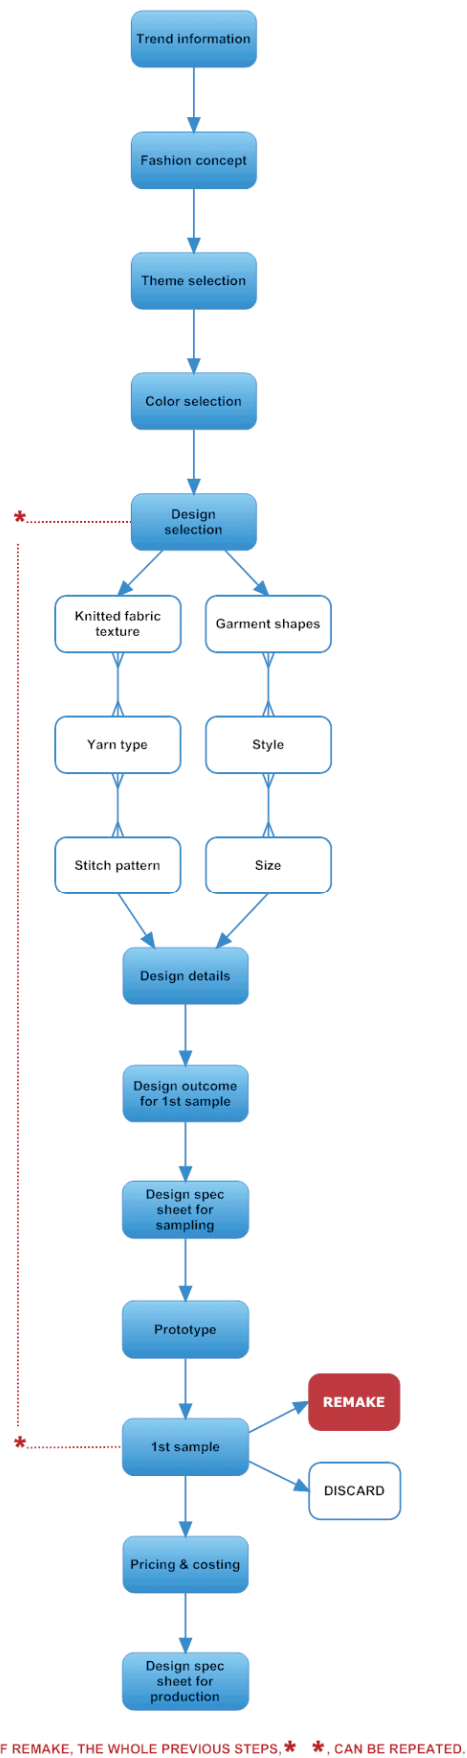 Trend information
Fashion concept
Theme selection
Color selection
*
Design
selection
Knitted fabric
texture
Garment shapes
Yarn type
Style
Stitch pattern
Size
Design details
Design outcome
for 1st sample
Design spec
sheet for
sampling
Prototype
REMAKE
*
1st sample
DISCARD
Pricing & costing
Design spec
sheet for
production
F REMAKE, THE WHOLE PREVIOUS STEPS, * *, CAN BE REPEATED.